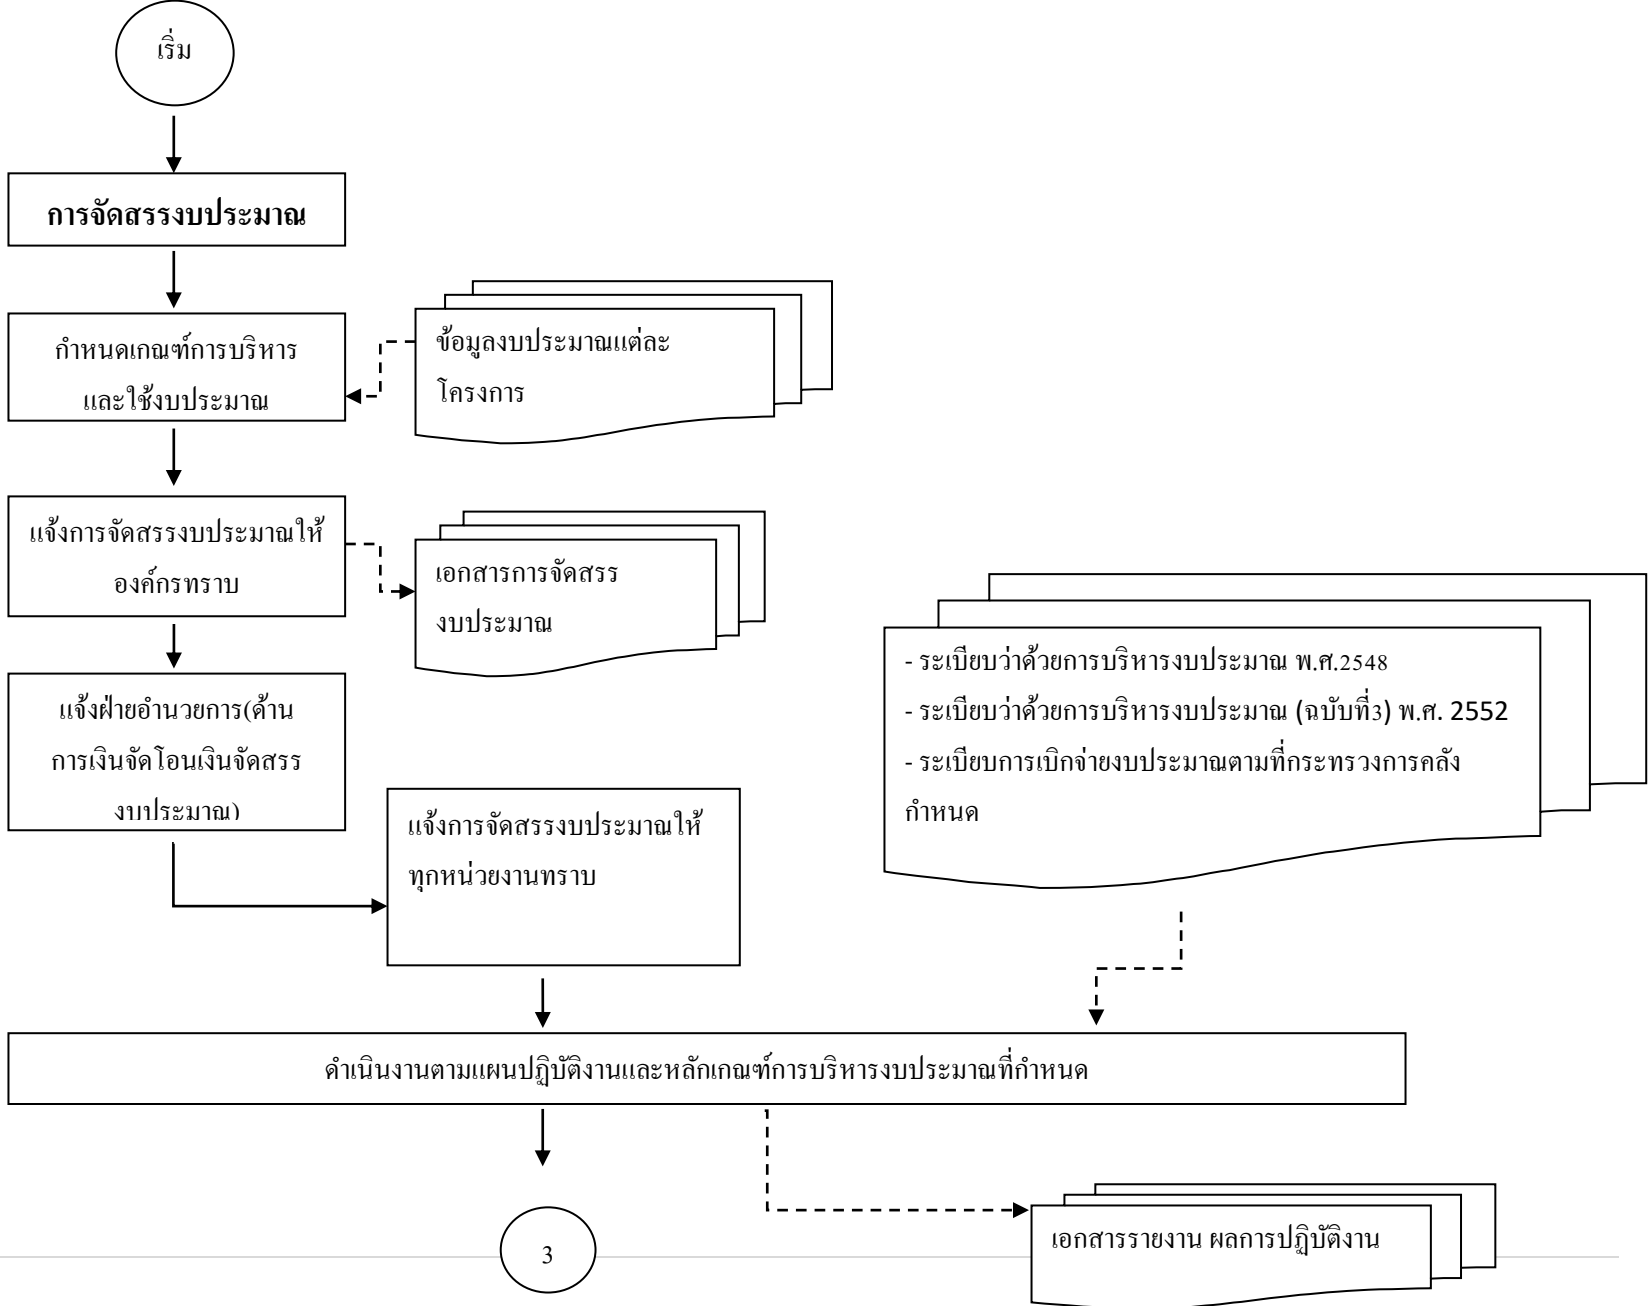 เริ่ม
การจัดสรรงบประมาณ
กำหนดเกณฑ์การบริหาร
และใช้งบประมาณ
ข้อมูลงบประมาณแต่ละ
โครงการ
แจ้งการจัดสรรงบประมาณให้
องค์กรทราบ
เอกสารการจัดสรร
งบประมาณ
- ระเบียบว่าด้วยการบริหารงบประมาณ พ.ศ.2548
- ระเบียบว่าด้วยการบริหารงบประมาณ (ฉบับที่3) พ.ศ. 2552
- ระเบียบการเบิกจ่ายงบประมาณตามที่กระทรวงการคลัง
กำหนด
แจ้งฝ่ายอำนวยการ(ด้าน
การเงินจัดโอนเงินจัดสรร
งบประมาณ)
แจ้งการจัดสรรงบประมาณให้
ทุกหน่วยงานทราบ
ดำเนินงานตามแผนปฏิบัติงานและหลักเกณฑ์การบริหารงบประมาณที่กำหนด
3
เอกสารรายงาน ผลการปฏิบัติงาน